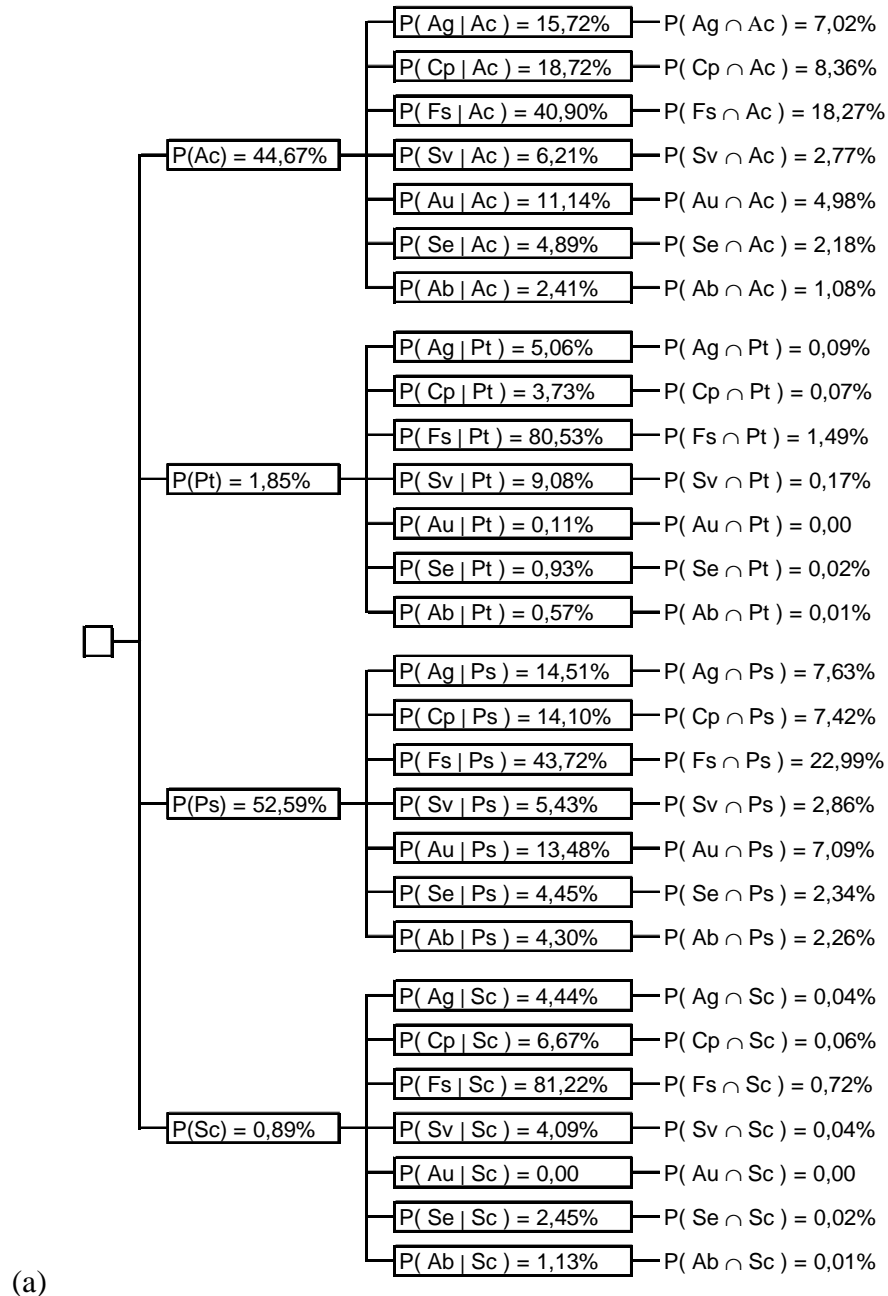 P( Ag | Ac ) = 15,72% P( Ag ∩ Ac ) = 7,02%
P( Cp | Ac ) = 18,72% P( Cp ∩ Ac ) = 8,36%
P( Fs | Ac ) = 40,90% P( Fs ∩ Ac ) = 18,27%
P(Ac) = 44,67% P( Sv | Ac ) = 6,21% P( Sv ∩ Ac ) = 2,77%
P( Au | Ac ) = 11,14% P( Au ∩ Ac ) = 4,98%
P( Se | Ac ) = 4,89% P( Se ∩ Ac ) = 2,18%
P( Ab | Ac ) = 2,41% P( Ab ∩ Ac ) = 1,08%
P( Ag | Pt ) = 5,06% P( Ag ∩ Pt ) = 0,09%
P( Cp | Pt ) = 3,73% P( Cp ∩ Pt ) = 0,07%
P( Fs | Pt ) = 80,53% P( Fs ∩ Pt ) = 1,49%
P(Pt) = 1,85% P( Sv | Pt ) = 9,08% P( Sv ∩ Pt ) = 0,17%
P( Au | Pt ) = 0,11% P( Au ∩ Pt ) = 0,00
P( Se | Pt ) = 0,93% P( Se ∩ Pt ) = 0,02%
P( Ab | Pt ) = 0,57% P( Ab ∩ Pt ) = 0,01%
P( Ag | Ps ) = 14,51% P( Ag ∩ Ps ) = 7,63%
P( Cp | Ps ) = 14,10% P( Cp ∩ Ps ) = 7,42%
P( Fs | Ps ) = 43,72% P( Fs ∩ Ps ) = 22,99%
P(Ps) = 52,59% P( Sv | Ps ) = 5,43% P( Sv ∩ Ps ) = 2,86%
P( Au | Ps ) = 13,48% P( Au ∩ Ps ) = 7,09%
P( Se | Ps ) = 4,45% P( Se ∩ Ps ) = 2,34%
P( Ab | Ps ) = 4,30% P( Ab ∩ Ps ) = 2,26%
P( Ag | Sc ) = 4,44% P( Ag ∩ Sc ) = 0,04%
P( Cp | Sc ) = 6,67% P( Cp ∩ Sc ) = 0,06%
P( Fs | Sc ) = 81,22% P( Fs ∩ Sc ) = 0,72%
P(Sc) = 0,89% P( Sv | Sc ) = 4,09% P( Sv ∩ Sc ) = 0,04%
P( Au | Sc ) = 0,00 P( Au ∩ Sc ) = 0,00
P( Se | Sc ) = 2,45% P( Se ∩ Sc ) = 0,02%
P( Ab | Sc ) = 1,13% P( Ab ∩ Sc ) = 0,01%
(a)